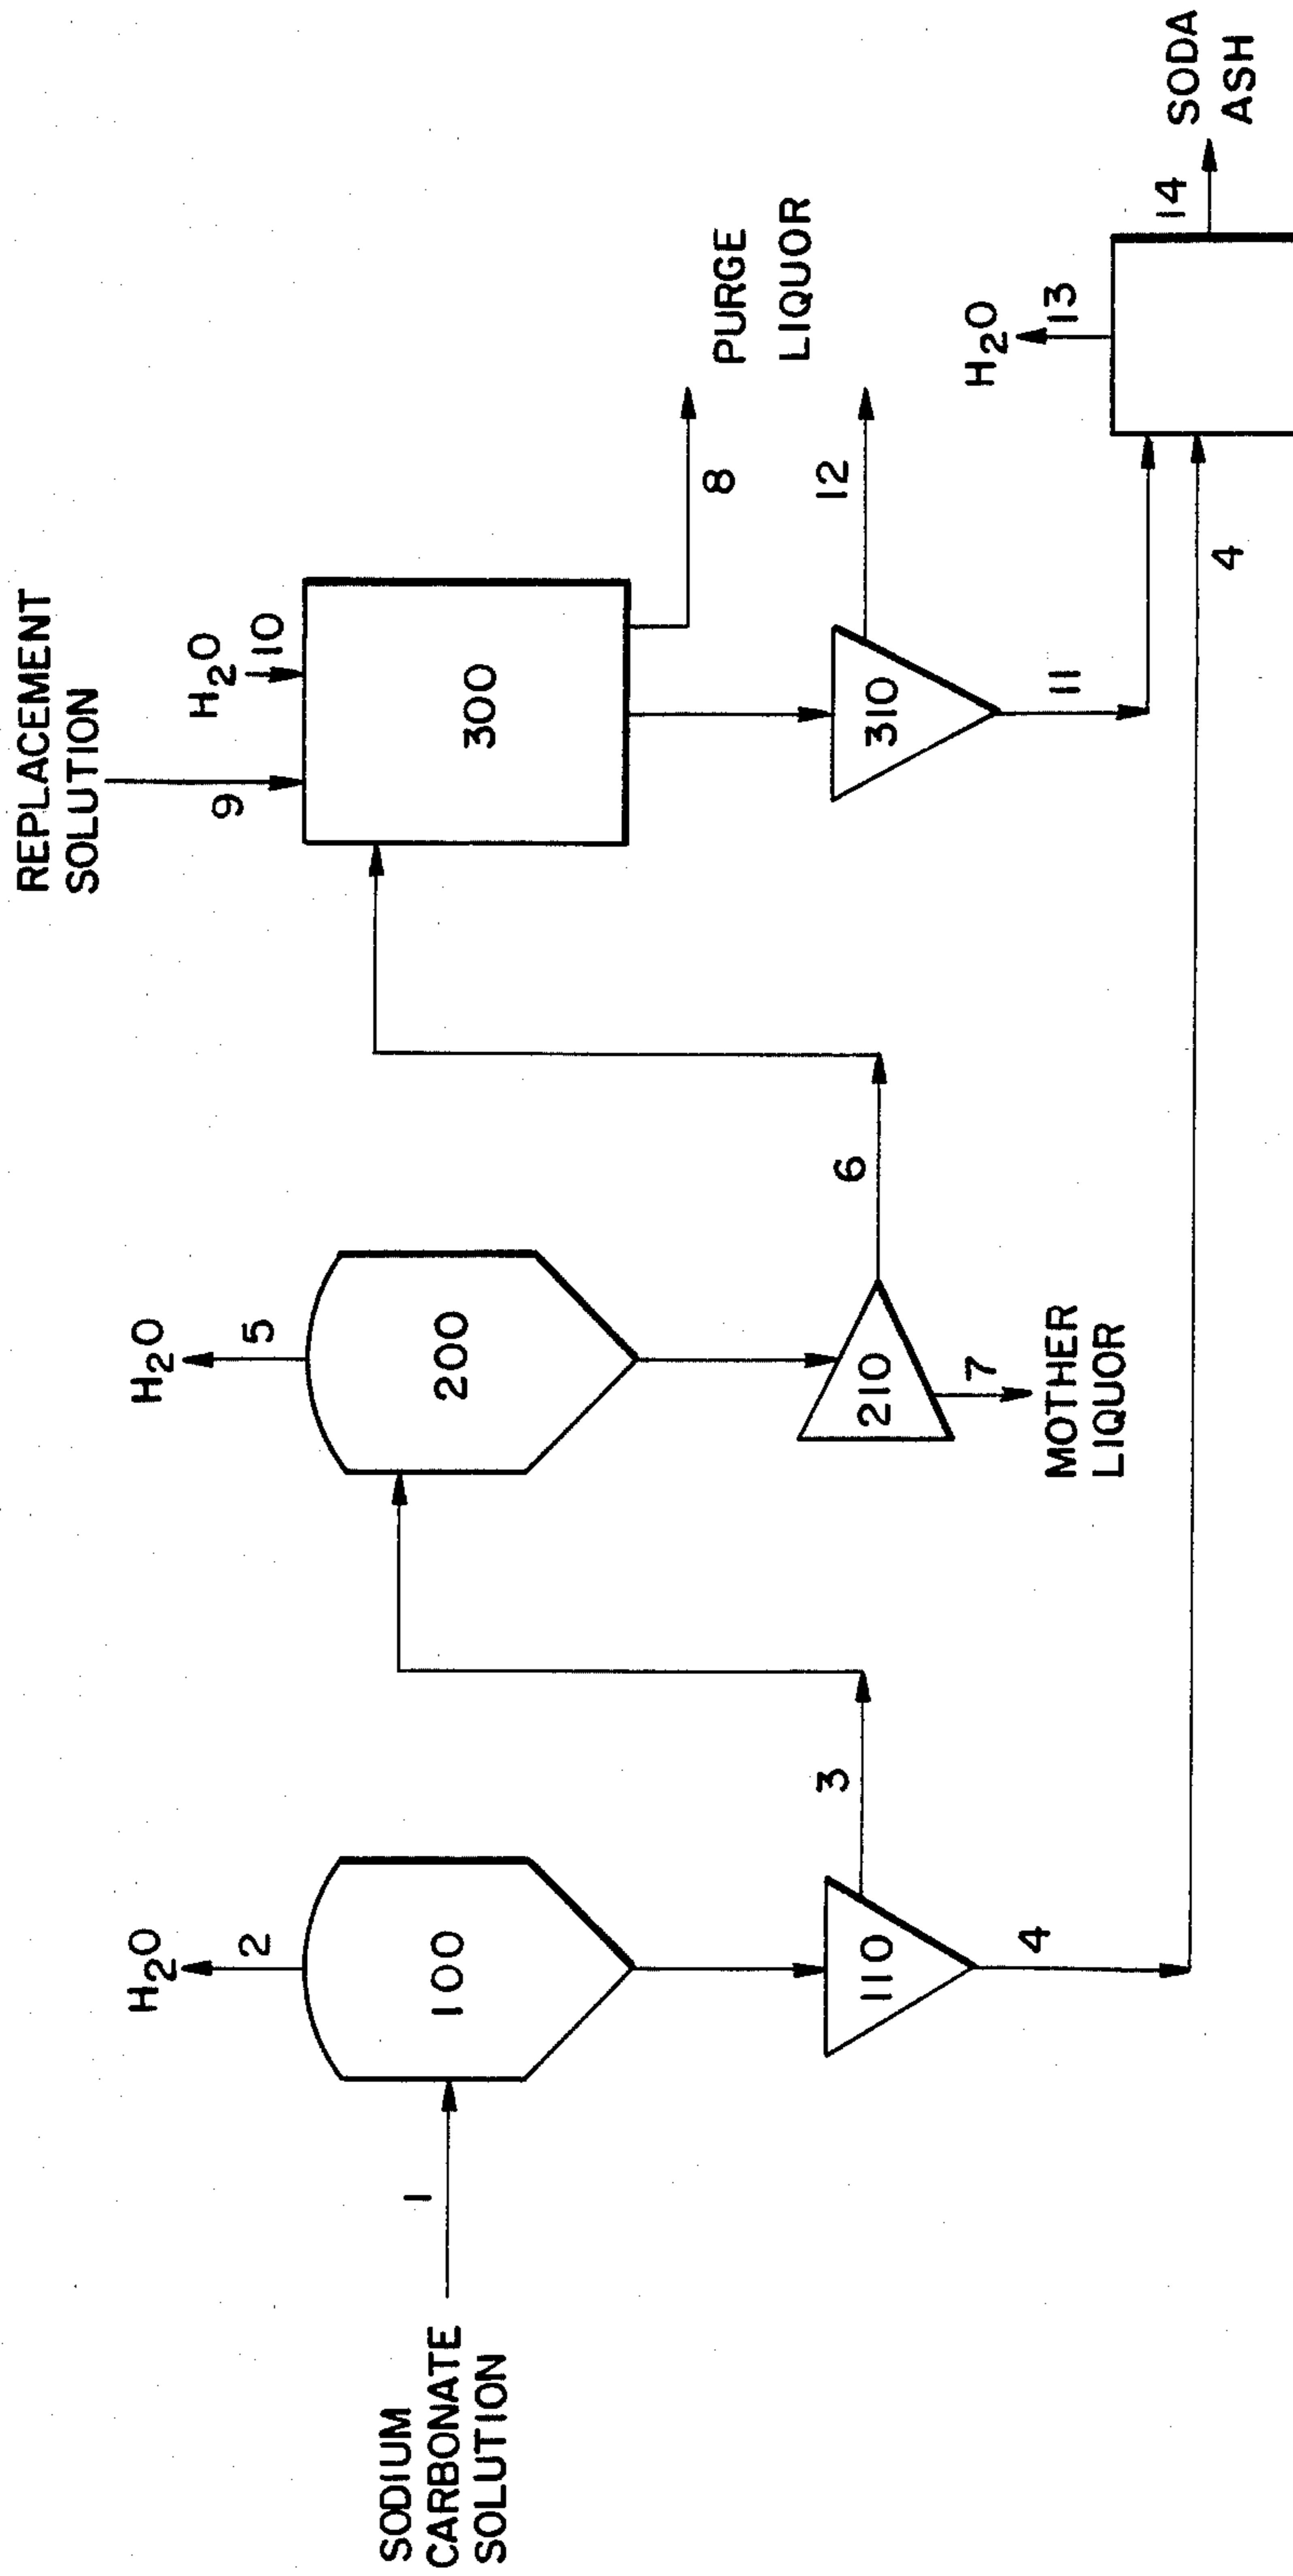 SODIUM
CARBONATE
SOLUTION
1
H2O
2
100
110
3
4
H2O
5
200
210
6
7
MOTHER
LIQUOR
REPLACEMENT
SOLUTION
9
H2O
10
300
8
PURGE
LIQUOR
310
12
11
4
H2O
13
14
SODA
ASH